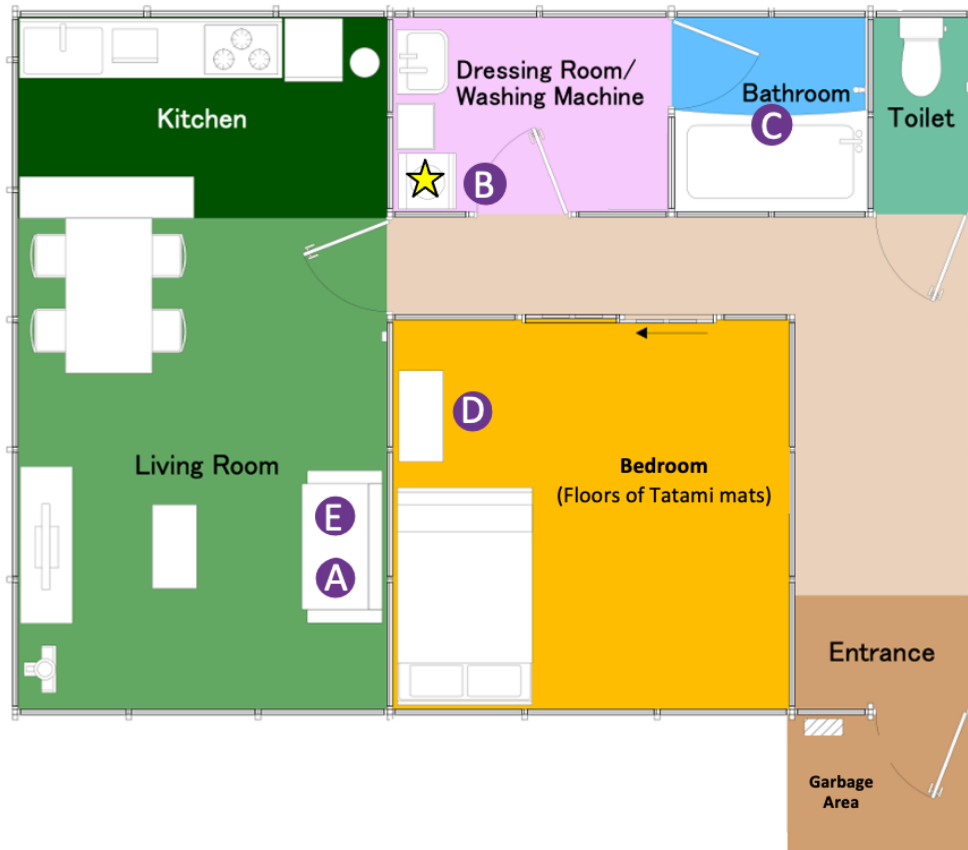 Kitchen
Dressing Room/
Washing Machine
Bathroom
Toilet
C
B
D
Living Room
Bedroom
(Floors of Tatami mats)
E
A
Entrance
Garbage
Area